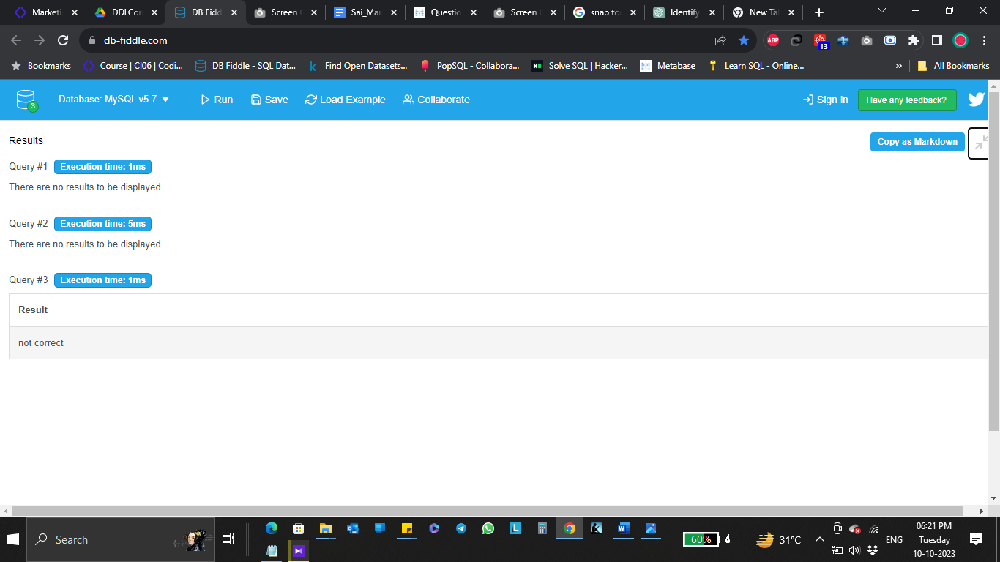 Marketi
DDLCor
DB Fiddl
Screen
Sai_Mar
Questio
Screen
snap to
Identify
New Tal
db-fiddle.com
ABP
13
Bookmarks
Course | CI06 | Codi...
DB Fiddle - SQL Dat...
k
Find Open Datasets...
PopSQL - Collabora...
Solve SQL | Hacker...
Metabase
Learn SQL - Online...
»
All Bookmarks
3
Database: MySQL v5.7
Run
Save
Load Example
Collaborate
Sign in
Have any feedback?
Results
Copy as Markdown
Query #1 Execution time: 1ms
There are no results to be displayed.
Query #2 Execution time: 5ms
There are no results to be displayed.
Query #3 Execution time: 1ms
Result
not correct
Search
L
W
60%
31°C
ENG
06:21 PM
Tuesday
10-10-2023